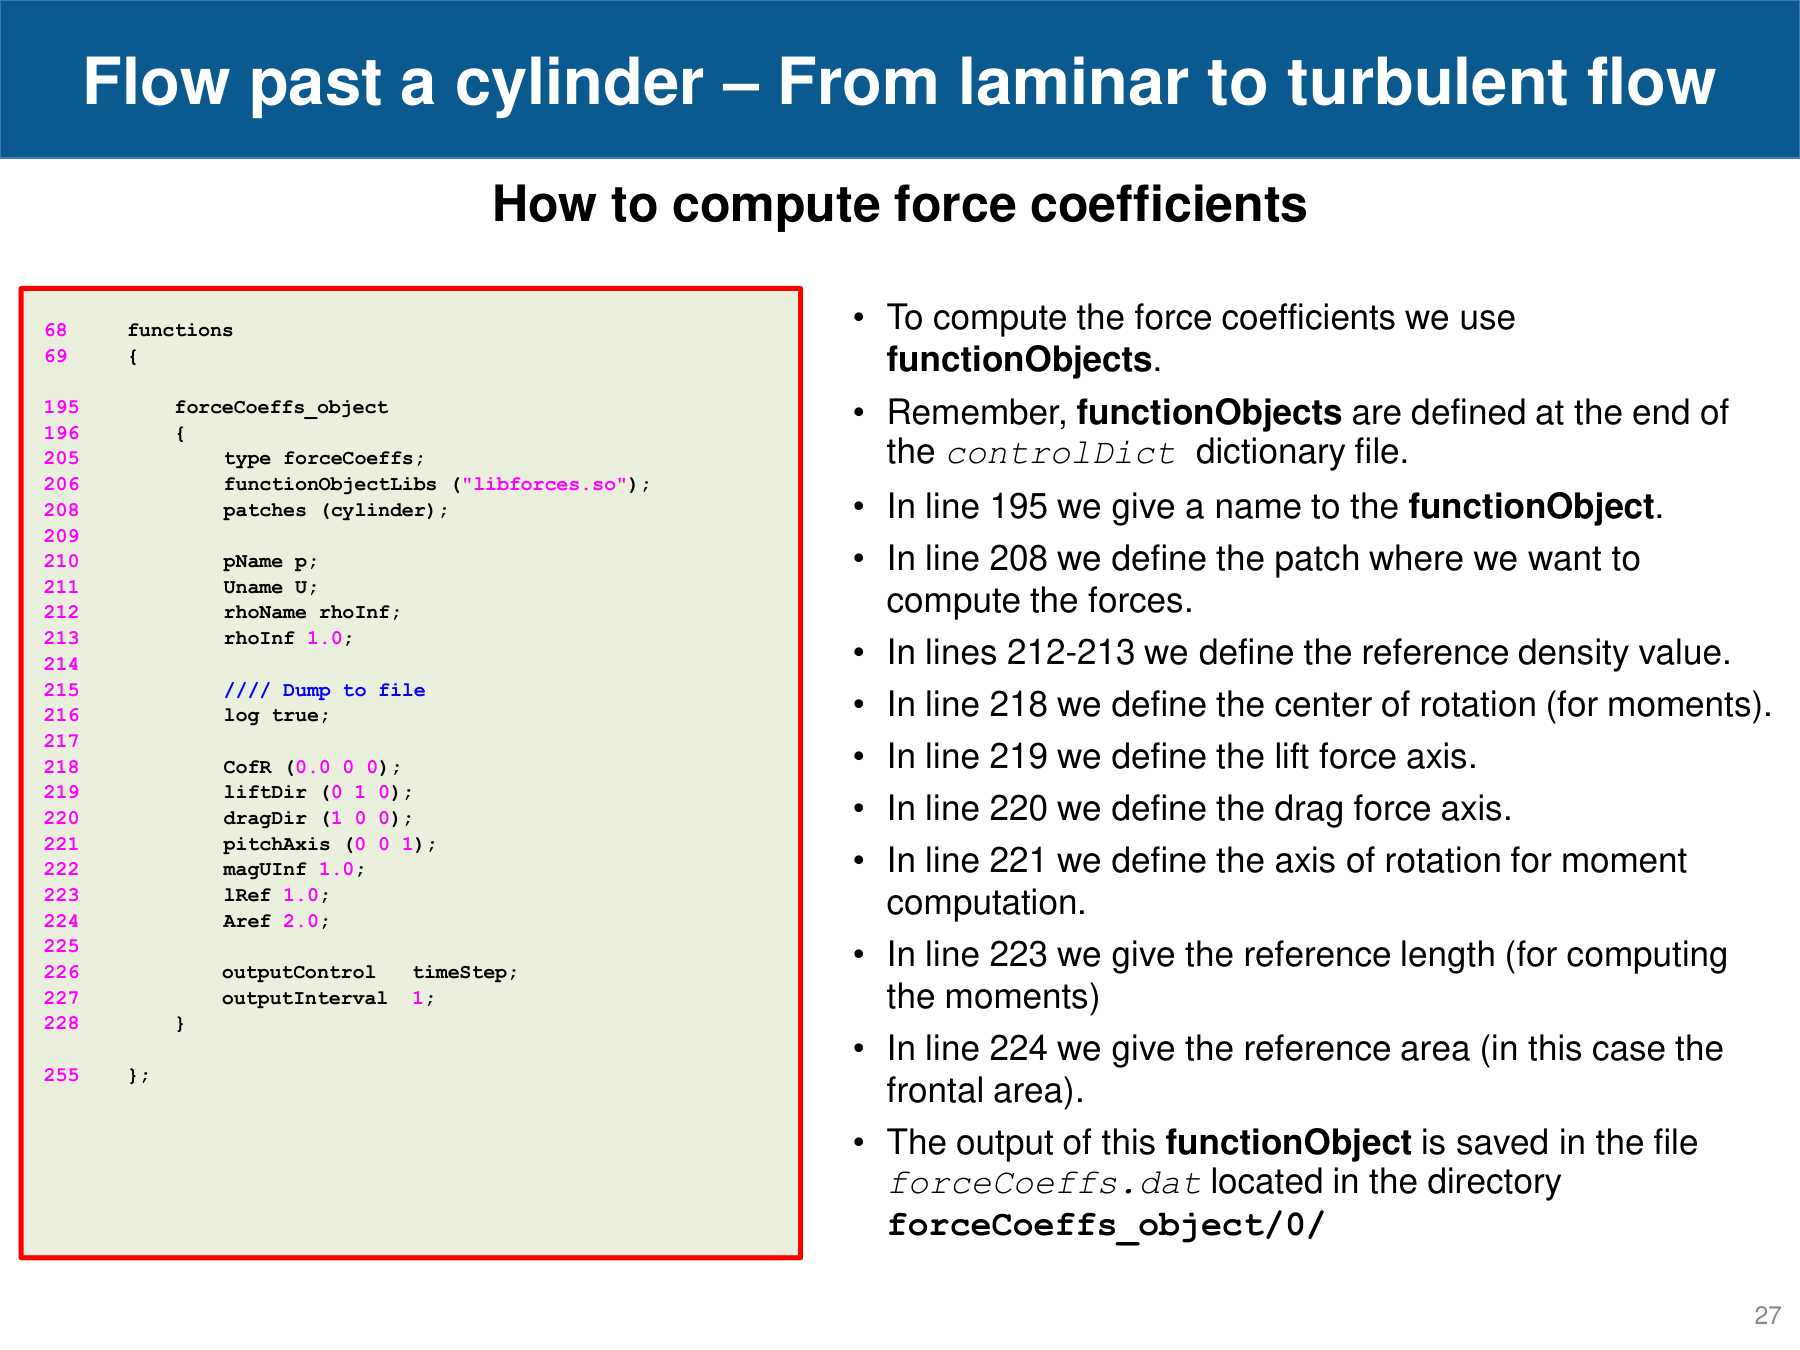 Flow past a cylinder – From laminar to turbulent flow
How to compute force coefficients
68 functions
69 {
195 forceCoeffs_object
196 {
205 type forceCoeffs;
206 functionObjectLibs ("libforces.so");
208 patches (cylinder);
209
210 pName p;
211 Uname U;
212 rhoName rhoInf;
213 rhoInf 1.0;
214
215 //// Dump to file
216 log true;
217
218 CofR (0.0 0 0);
219 liftDir (0 1 0);
220 dragDir (1 0 0);
221 pitchAxis (0 0 1);
222 magUInf 1.0;
223 lRef 1.0;
224 Aref 2.0;
225
226 outputControl timeStep;
227 outputInterval 1;
228 }
255 };
• To compute the force coefficients we use
functionObjects.
• Remember, functionObjects are defined at the end of
the controlDict dictionary file.
• In line 195 we give a name to the functionObject.
• In line 208 we define the patch where we want to
compute the forces.
• In lines 212-213 we define the reference density value.
• In line 218 we define the center of rotation (for moments).
• In line 219 we define the lift force axis.
• In line 220 we define the drag force axis.
• In line 221 we define the axis of rotation for moment
computation.
• In line 223 we give the reference length (for computing
the moments)
• In line 224 we give the reference area (in this case the
frontal area).
• The output of this functionObject is saved in the file
forceCoeffs.dat located in the directory
forceCoeffs_object/0/
27